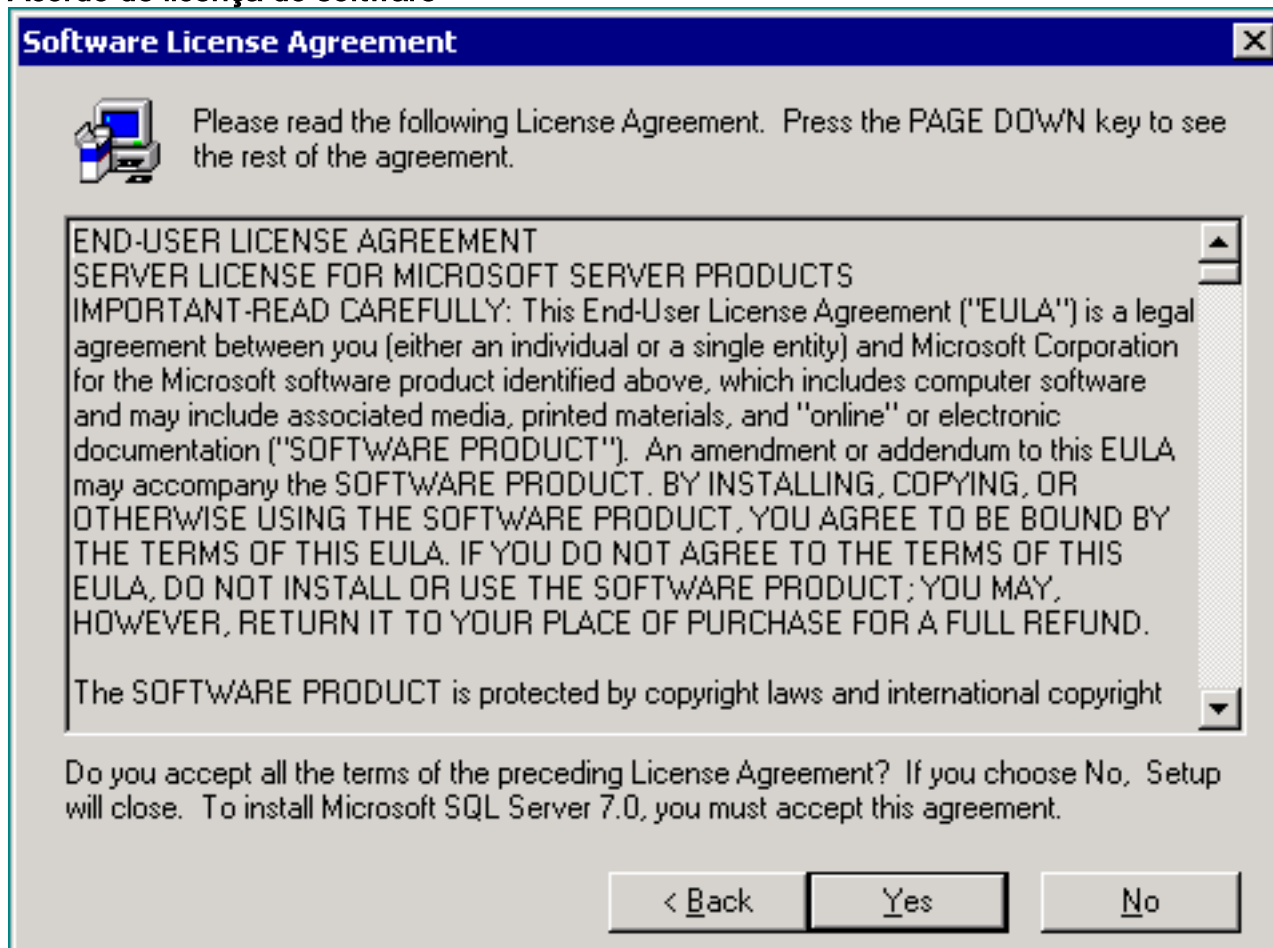 Acordo de licença de software
Software License Agreement
Please read the following License Agreement.  Press the PAGE DOWN key to see
the rest of the agreement.
END-USER LICENSE AGREEMENT
SERVER LICENSE FOR MICROSOFT SERVER PRODUCTS
IMPORTANT-READ CAREFULLY: This End-User License Agreement ("EULA") is a legal
agreement between you (either an individual or a single entity) and Microsoft Corporation
for the Microsoft software product identified above, which includes computer software
and may include associated media, printed materials, and "online" or electronic
documentation ("SOFTWARE PRODUCT").  An amendment or addendum to this EULA
may accompany the SOFTWARE PRODUCT. BY INSTALLING, COPYING, OR
OTHERWISE USING THE SOFTWARE PRODUCT, YOU AGREE TO BE BOUND BY
THE TERMS OF THIS EULA. IF YOU DO NOT AGREE TO THE TERMS OF THIS
EULA, DO NOT INSTALL OR USE THE SOFTWARE PRODUCT; YOU MAY,
HOWEVER, RETURN IT TO YOUR PLACE OF PURCHASE FOR A FULL REFUND.
The SOFTWARE PRODUCT is protected by copyright laws and international copyright
Do you accept all the terms of the preceding License Agreement?  If you choose No,  Setup
will close.  To install Microsoft SQL Server 7.0, you must accept this agreement.
< Back
Yes
No